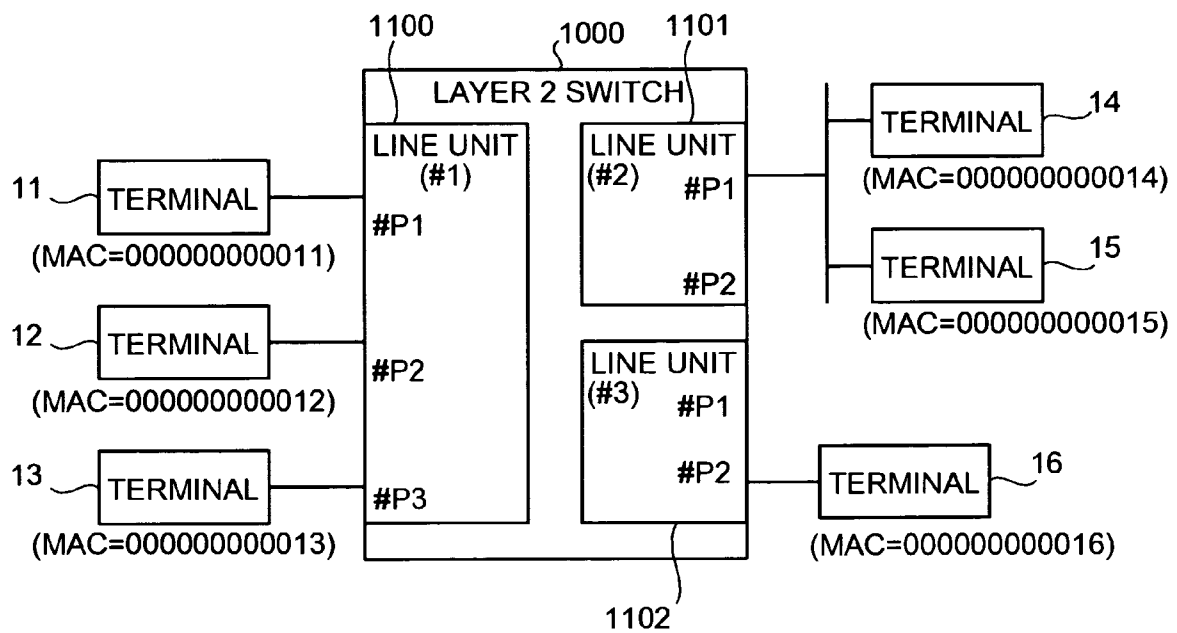 1100
1000
1101
LAYER 2 SWITCH
LINE UNIT
(#1)
#P1
#P2
#P3
LINE UNIT
(#2)
#P1
#P2
LINE UNIT
(#3)
#P1
#P2
1102
11
TERMINAL
(MAC=000000000011)
12
TERMINAL
(MAC=000000000012)
13
TERMINAL
(MAC=000000000013)
TERMINAL
14
(MAC=000000000014)
TERMINAL
15
(MAC=000000000015)
TERMINAL
16
(MAC=000000000016)